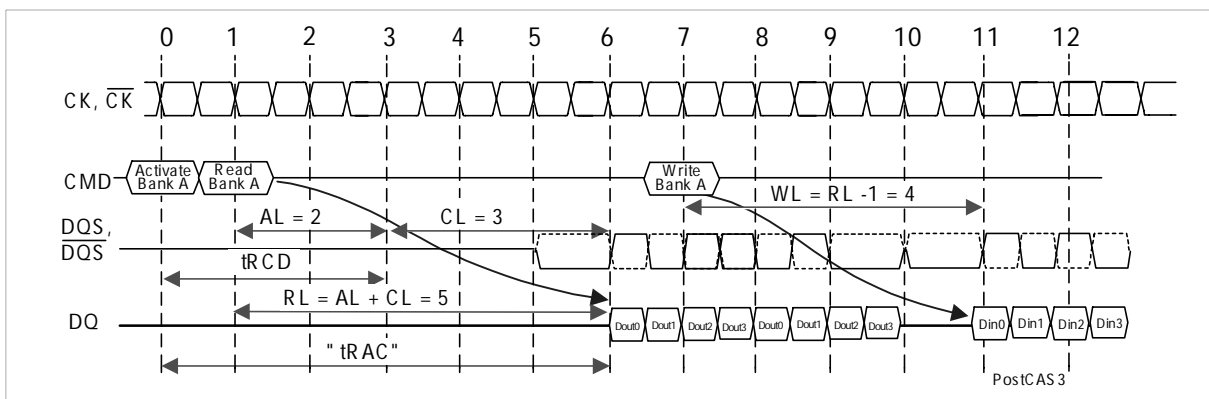 0 1 2 3 4 5 6 7 8 9 10 11 12
CK, CK
CMD
Activate Bank A
Read Bank A
Write Bank A
WL = RL -1 = 4
AL = 2
CL = 3
DQS,
DQS
tRCD
RL = AL + CL = 5
DQ
Dout0 Dout1 Dout2 Dout3 Dout0 Dout1 Dout2 Dout3
Din0 Din1 Din2 Din3
" tRAC"
PostCAS3